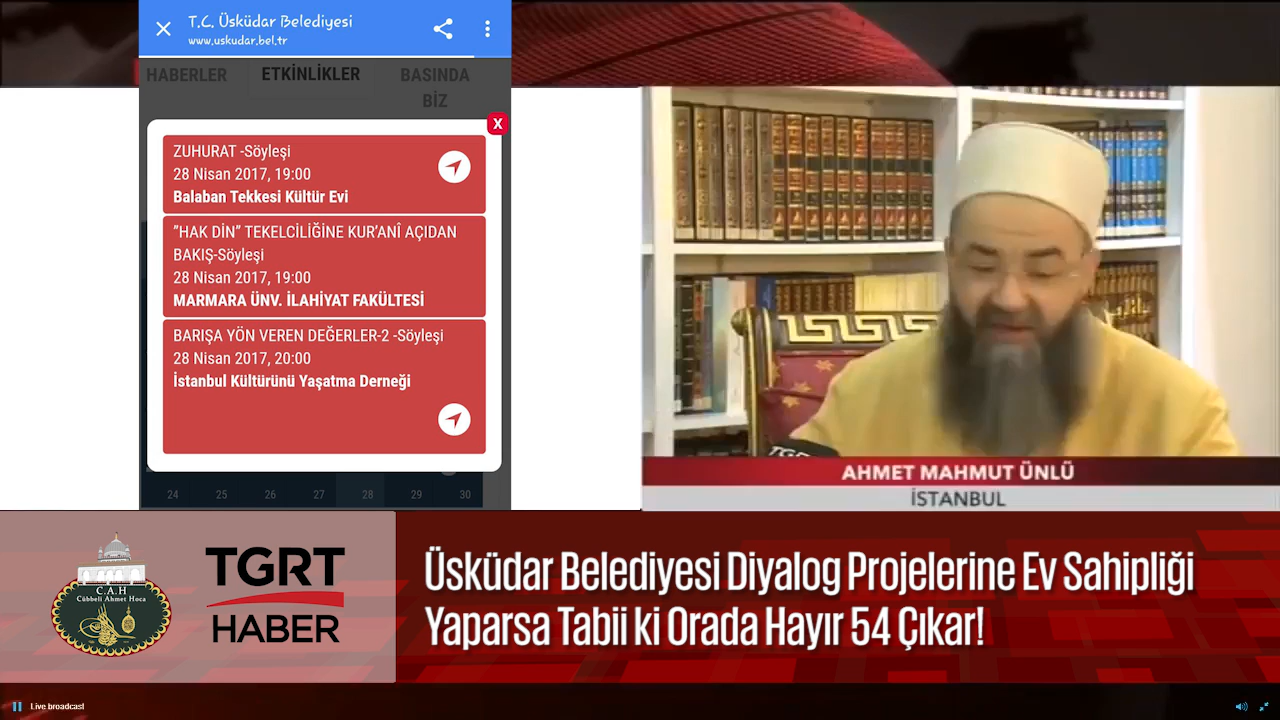 T.C. Üsküdar Belediyesi
www.uskudar.bel.tr
HABERLER
ETKİNLİKLER
BASINDA
BİZ
X
ZUHURAT -Söyleşi
28 Nisan 2017, 19:00
Balaban Tekkesi Kültür Evi
”HAK DİN” TEKELCİLİĞİNE KUR’ANÎ AÇIDAN
BAKIŞ-Söyleşi
28 Nisan 2017, 19:00
MARMARA ÜNV. İLAHİYAT FAKÜLTESİ
BARIŞA YÖN VEREN DEĞERLER-2 -Söyleşi
28 Nisan 2017, 20:00
İstanbul Kültürünü Yaşatma Derneği
24 25 26 27 28 29 30
TGRT
AHMET MAHMUT ÜNLÜ
İSTANBUL
C.A.H
Cübbeli Ahmet Hoca
TGRT
HABER
Üsküdar Belediyesi Diyalog Projelerine Ev Sahipliği
Yaparsa Tabii ki Orada Hayır 54 Çıkar!
Live broadcast